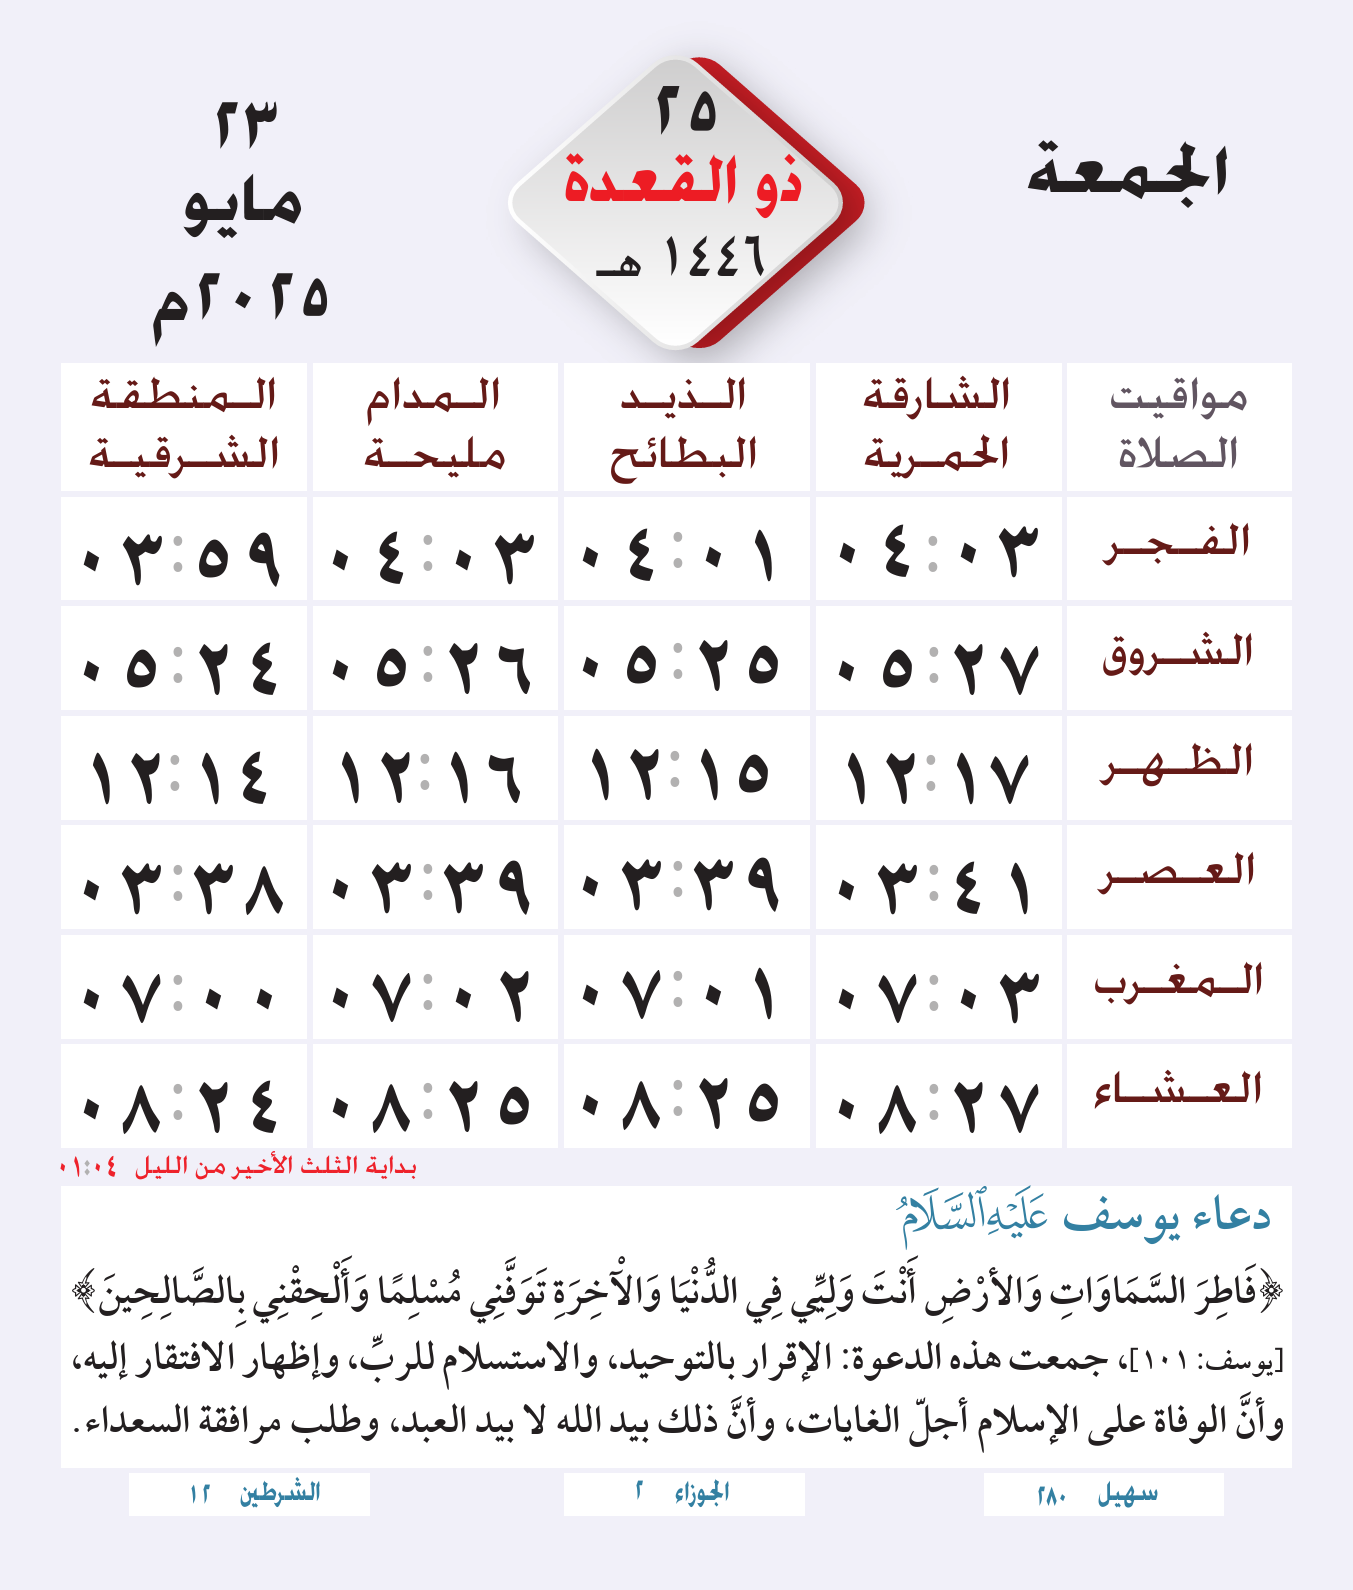 الجمعة
٢٥
ذو القعدة
١٤٤٦ هـ
٢٣
مايو
٢٠٢٥م
مواقيت الصلاة	الشارقة الحمرية	الذيد البطائح	المدام مليحة	المنطقة الشرقية
الفجر	٠٤:٠٣	٠٤:٠١	٠٤:٠٣	٠٣:٥٩
الشروق	٠٥:٢٧	٠٥:٢٥	٠٥:٢٦	٠٥:٢٤
الظهر	١٢:١٧	١٢:١٥	١٢:١٦	١٢:١٤
العصر	٠٣:٤١	٠٣:٣٩	٠٣:٣٩	٠٣:٣٨
المغرب	٠٧:٠٣	٠٧:٠١	٠٧:٠٢	٠٧:٠٠
العشاء	٠٨:٢٧	٠٨:٢٥	٠٨:٢٥	٠٨:٢٤
بداية الثلث الأخير من الليل ٠١:٠٤
دعاء يوسف عَلَيْهِ ٱلسَّلَامُ
﴿فَاطِرَ السَّمَاوَاتِ وَالأرْضِ أَنْتَ وَلِيِّي فِي الدُّنْيَا وَالْآخِرَةِ تَوَفَّنِي مُسْلِمًا وَأَلْحِقْنِي بِالصَّالِحِينَ﴾
[يوسف: ١٠١]، جمعت هذه الدعوة: الإقرار بالتوحيد، والاستسلام للربِّ، وإظهار الافتقار إليه،
وأنَّ الوفاة على الإسلام أجلّ الغايات، وأنَّ ذلك بيد الله لا بيد العبد، وطلب مرافقة السعداء.
سهيل ٢٨٠	الجوزاء ٢	الشرطين ١٢